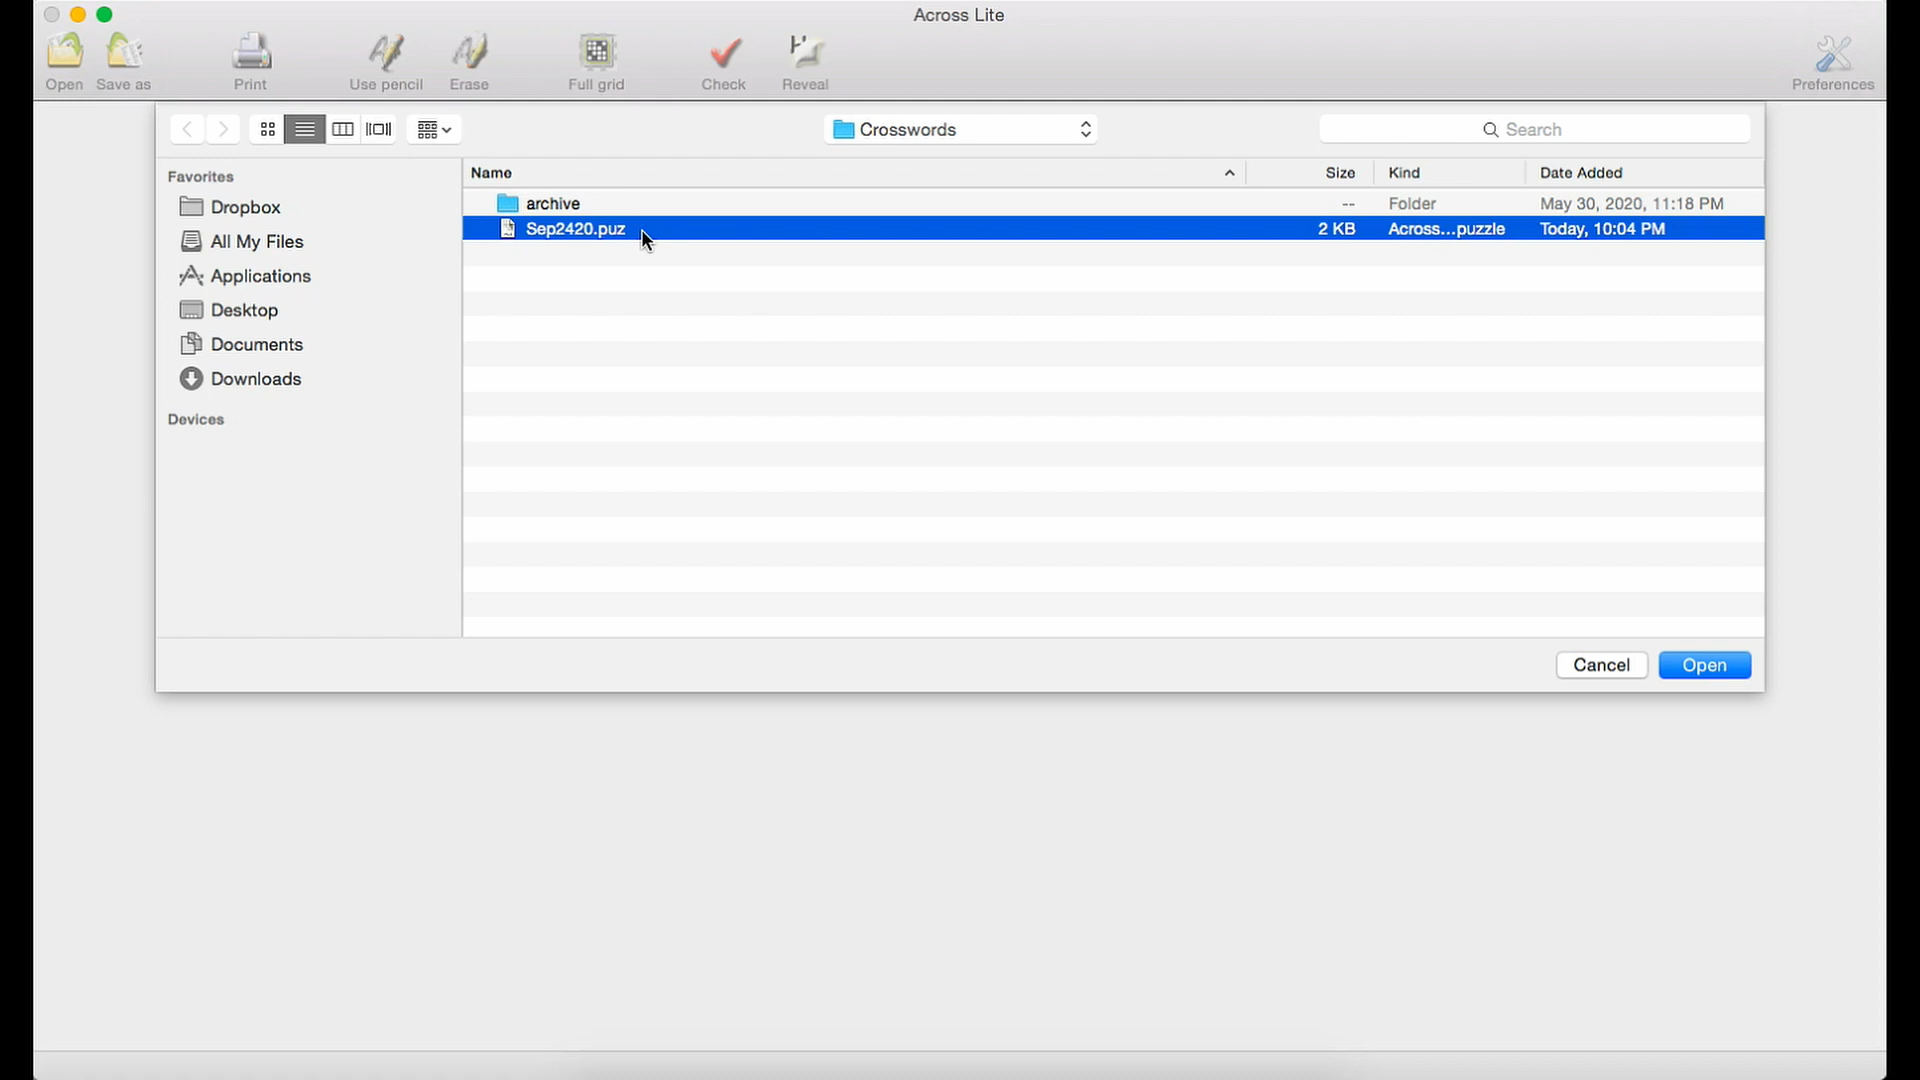 Across Lite
Open Save as Print Use pencil Erase Full grid Check Reveal Preferences
Crosswords Search
Favorites
Dropbox
All My Files
Applications
Desktop
Documents
Downloads
Devices
Name Size Kind Date Added
archive -- Folder May 30, 2020, 11:18 PM
Sep2420.puz 2 KB Across...puzzle Today, 10:04 PM
Cancel Open